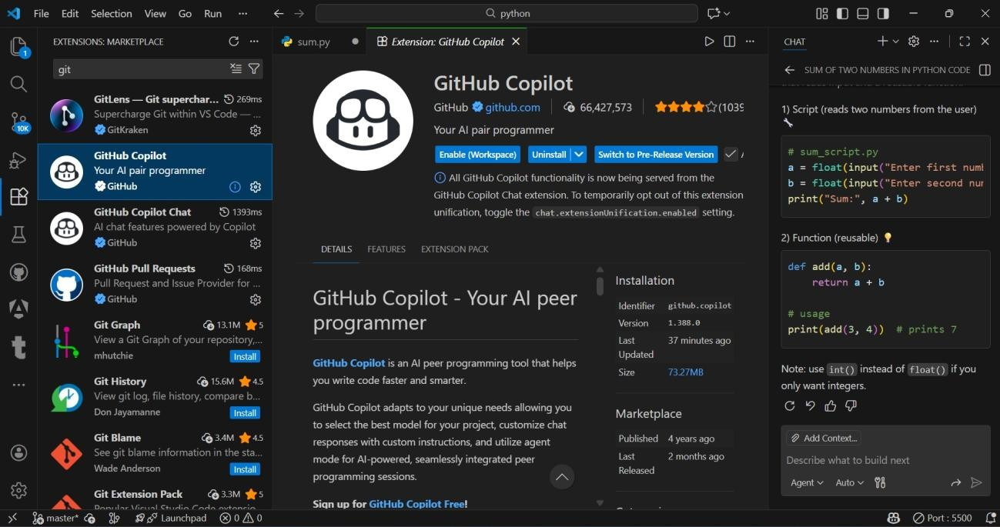 File Edit Selection View Go Run ··· python
EXTENSIONS: MARKETPLACE
git
GitLens — Git superchar... 269ms
Supercharge Git within VS Code — ...
GitKraken
GitHub Copilot
Your AI pair programmer
GitHub
GitHub Copilot Chat 1393ms
AI chat features powered by Copilot
GitHub
GitHub Pull Requests 168ms
Pull Request and Issue Provider for ...
GitHub
Git Graph 13.1M 5
View a Git Graph of your repository,...
mhutchie Install
Git History 15.6M 4.5
View git log, file history, compare b...
Don Jayamanne Install
Git Blame 3.4M 4.5
See git blame information in the sta...
Wade Anderson Install
Git Extension Pack 3.3M 5
Popular Visual Studio Code extensio...
1
10K
sum.py Extension: GitHub Copilot
GitHub Copilot
GitHub github.com 66,427,573 (1039
Your AI pair programmer
Enable (Workspace) Uninstall Switch to Pre-Release Version
All GitHub Copilot functionality is now being served from the
GitHub Copilot Chat extension. To temporarily opt out of this extension
unification, toggle the chat.extensionUnification.enabled setting.
DETAILS FEATURES EXTENSION PACK
GitHub Copilot - Your AI peer
programmer
GitHub Copilot is an AI peer programming tool that helps
you write code faster and smarter.
GitHub Copilot adapts to your unique needs allowing you
to select the best model for your project, customize chat
responses with custom instructions, and utilize agent
mode for AI-powered, seamlessly integrated peer
programming sessions.
Sign up for GitHub Copilot Free!
Installation
Identifier github.copilot
Version 1.388.0
Last Updated 37 minutes ago
Size 73.27MB
Marketplace
Published 4 years ago
Last Released 2 months ago
CHAT
SUM OF TWO NUMBERS IN PYTHON CODE
1) Script (reads two numbers from the user)
# sum_script.py
a = float(input("Enter first numb
b = float(input("Enter second nur
print("Sum:", a + b)
2) Function (reusable)
def add(a, b):
return a + b
# usage
print(add(3, 4)) # prints 7
Note: use int() instead of float() if you
only want integers.
Add Context...
Describe what to build next
Agent Auto
master* Launchpad 0 0 Port : 5500